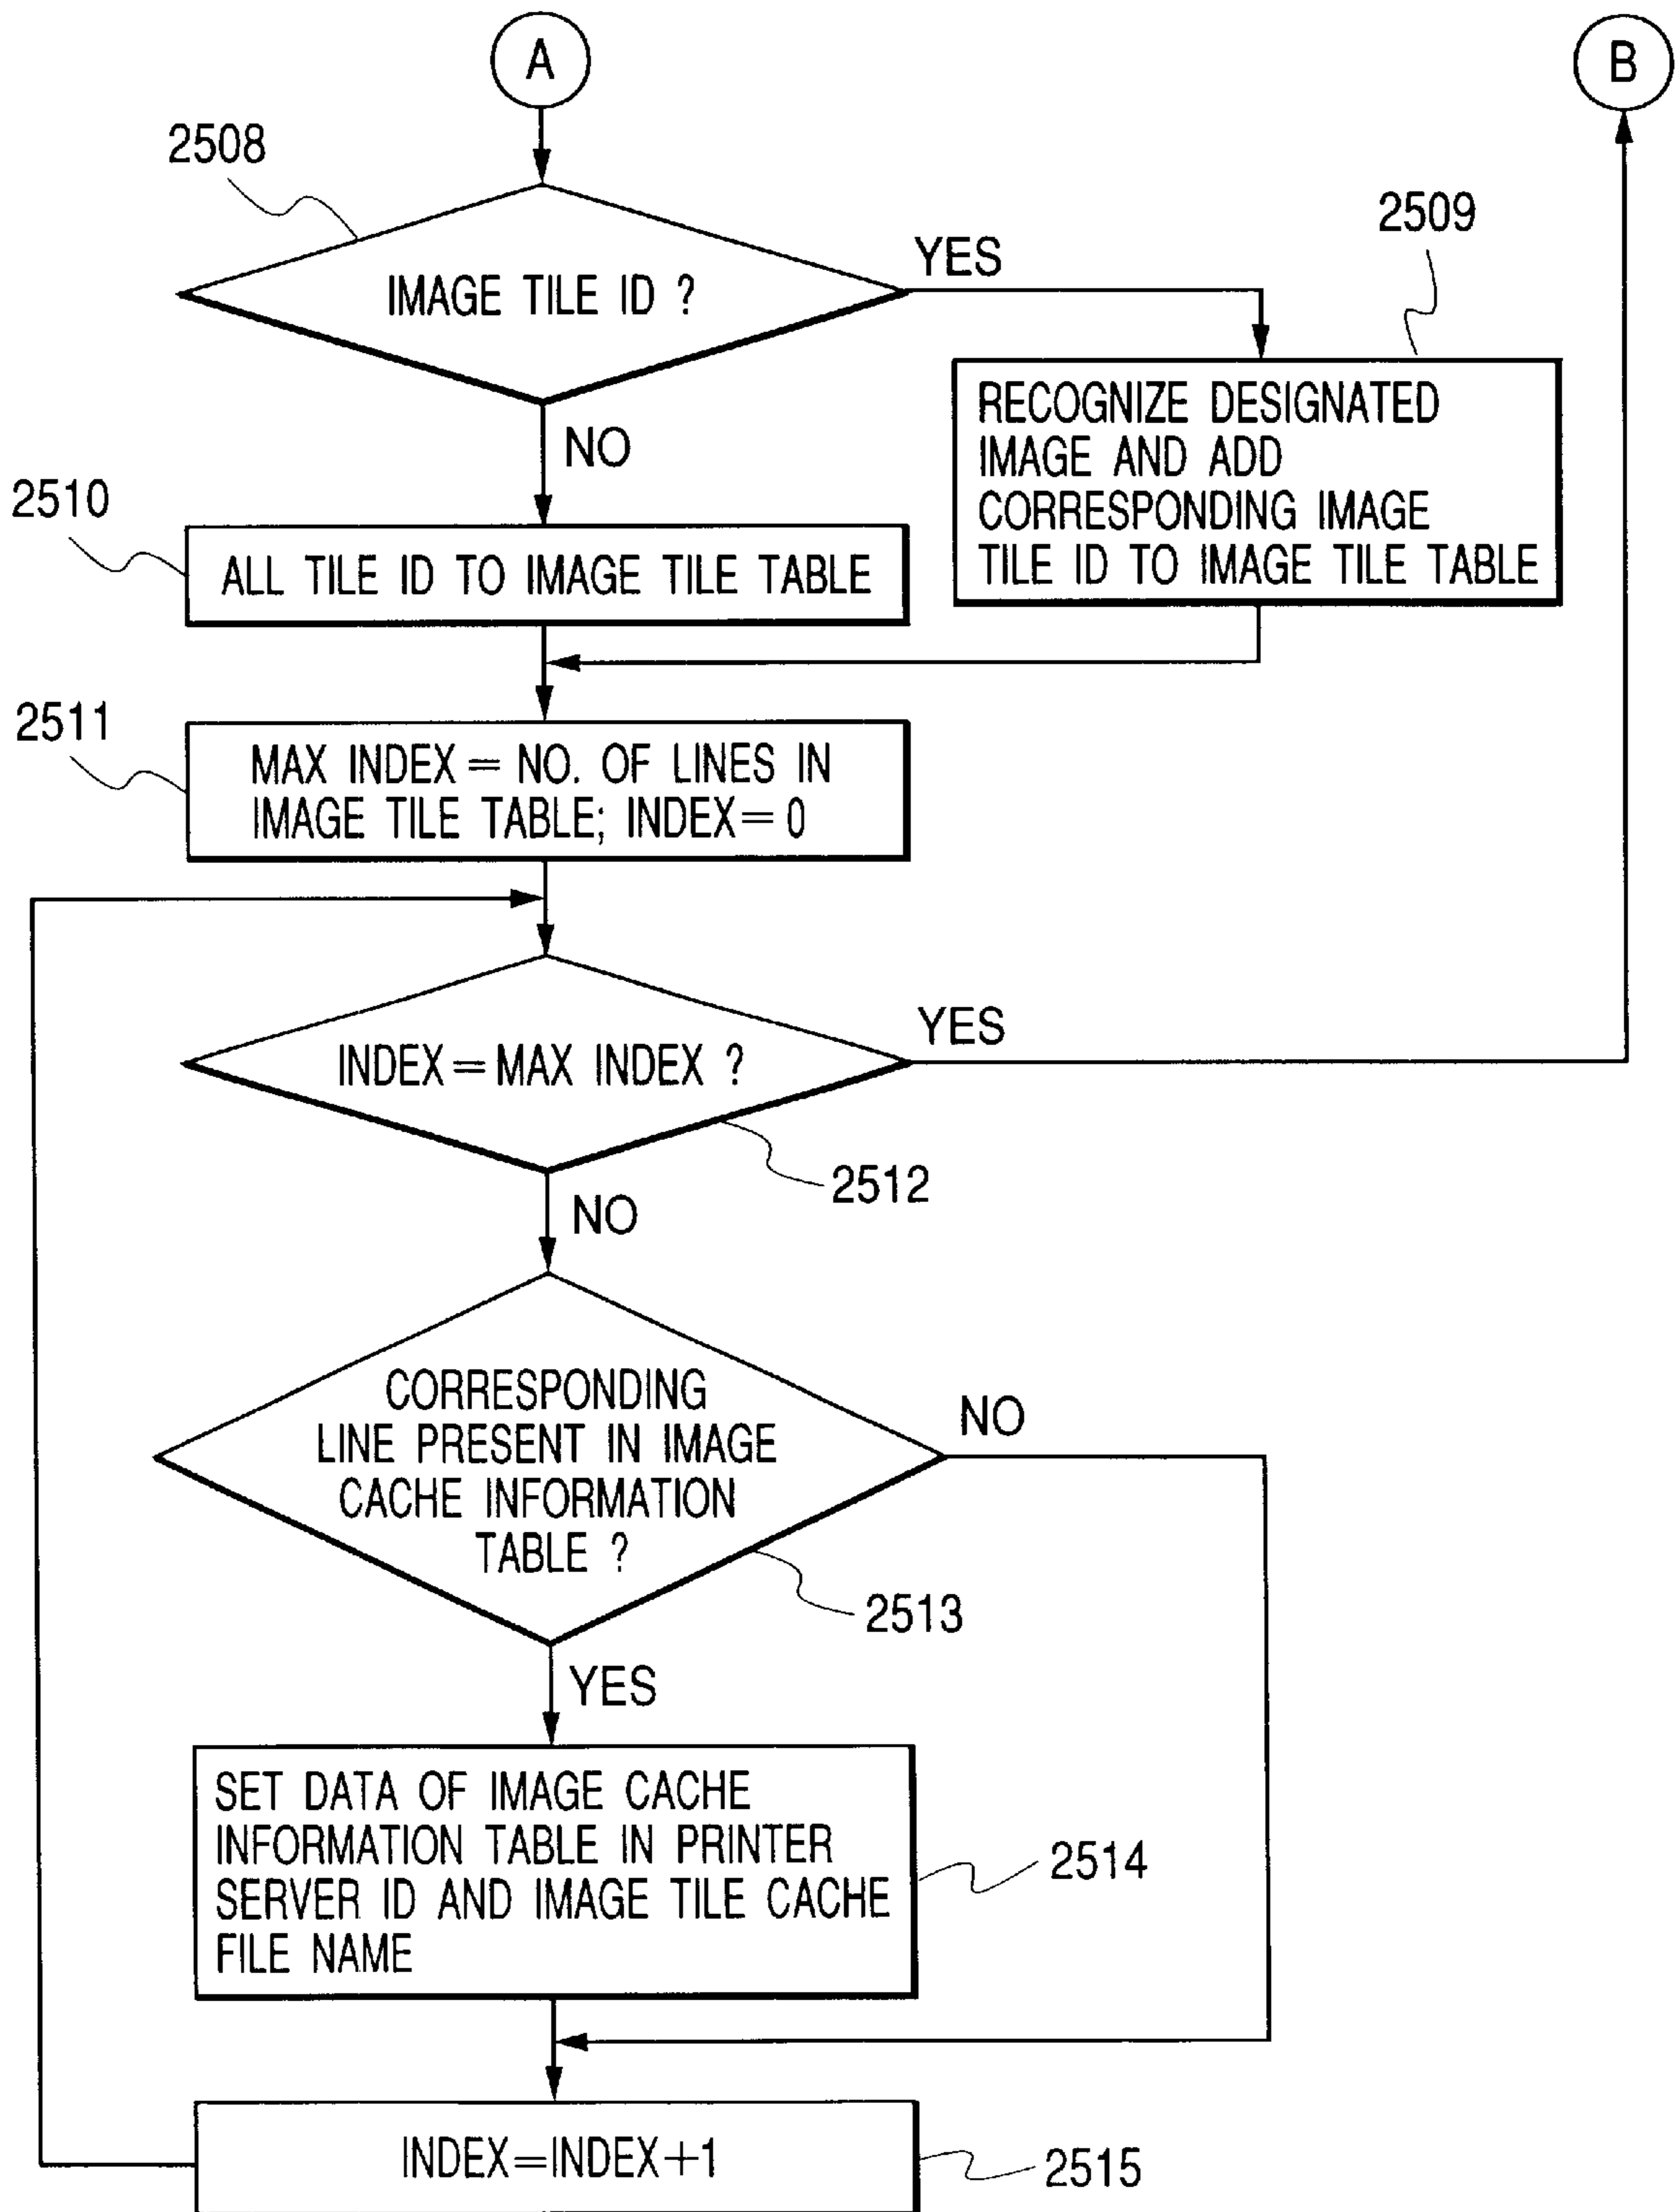 A
B
2508
IMAGE TILE ID ?
YES
2509
RECOGNIZE DESIGNATED
IMAGE AND ADD
CORRESPONDING IMAGE
TILE ID TO IMAGE TILE TABLE
NO
2510
ALL TILE ID TO IMAGE TILE TABLE
2511
MAX INDEX = NO. OF LINES IN
IMAGE TILE TABLE; INDEX = 0
INDEX = MAX INDEX ?
YES
2512
NO
CORRESPONDING
LINE PRESENT IN IMAGE
CACHE INFORMATION
TABLE ?
NO
2513
YES
SET DATA OF IMAGE CACHE
INFORMATION TABLE IN PRINTER
SERVER ID AND IMAGE TILE CACHE
FILE NAME
2514
INDEX=INDEX+1
2515